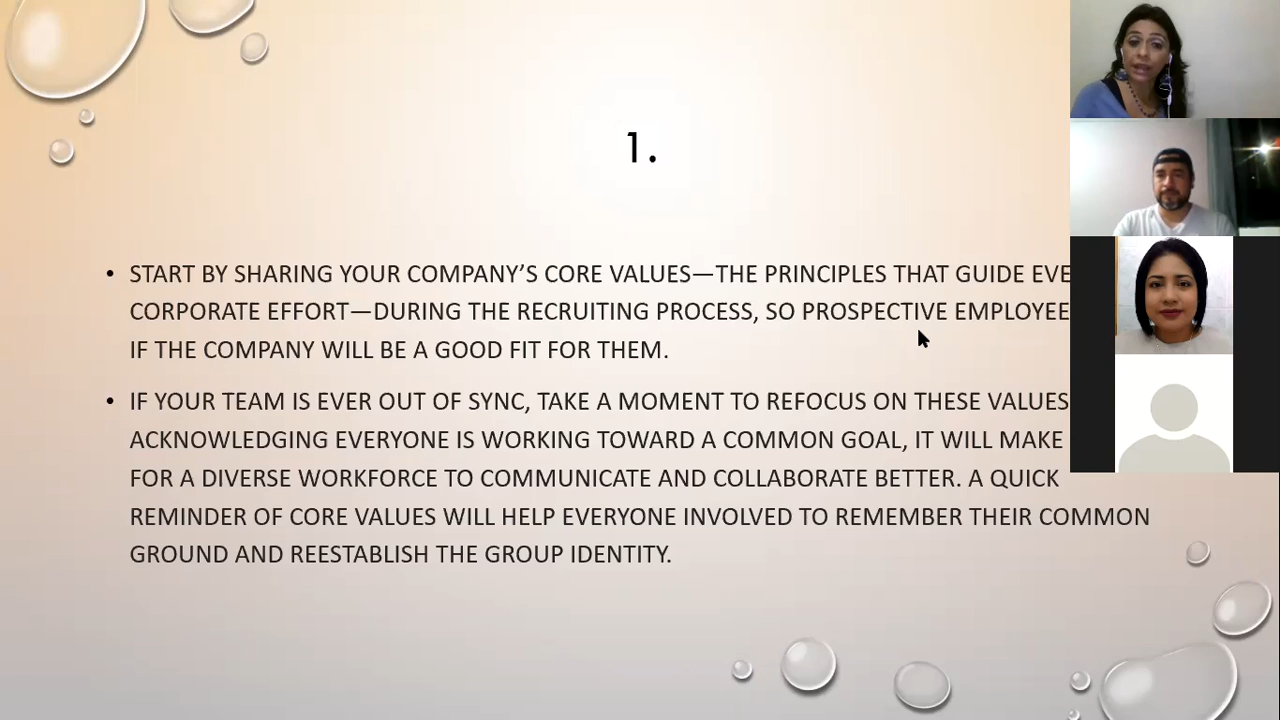 1.
• START BY SHARING YOUR COMPANY’S CORE VALUES—THE PRINCIPLES THAT GUIDE
CORPORATE EFFORT—DURING THE RECRUITING PROCESS, SO PROSPECTIVE EMPLOYEE
IF THE COMPANY WILL BE A GOOD FIT FOR THEM.
• IF YOUR TEAM IS EVER OUT OF SYNC, TAKE A MOMENT TO REFOCUS ON THESE VALUES
ACKNOWLEDGING EVERYONE IS WORKING TOWARD A COMMON GOAL, IT WILL MAKE
FOR A DIVERSE WORKFORCE TO COMMUNICATE AND COLLABORATE BETTER. A QUICK
REMINDER OF CORE VALUES WILL HELP EVERYONE INVOLVED TO REMEMBER THEIR COMMON
GROUND AND REESTABLISH THE GROUP IDENTITY.